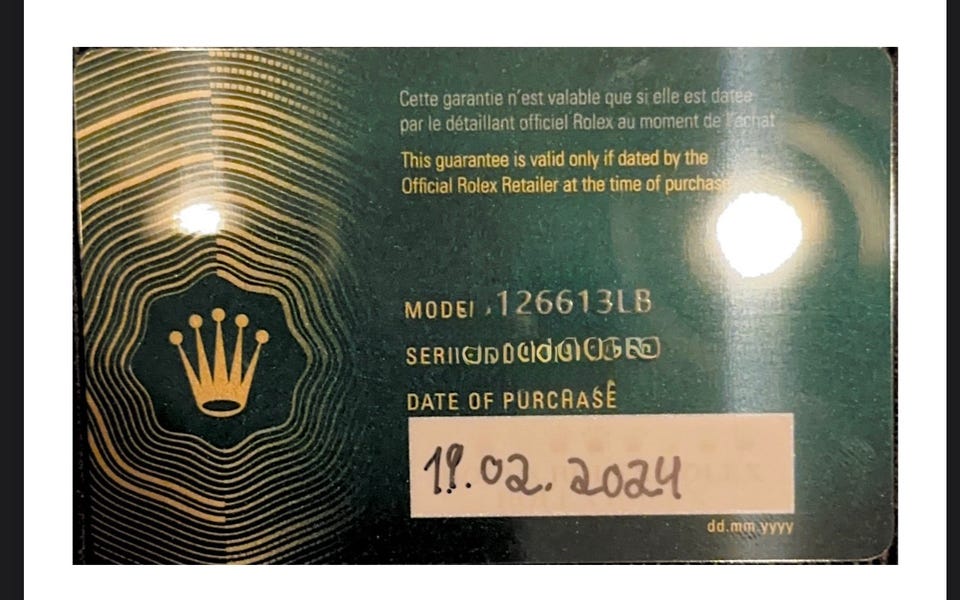 Cette garantie n'est valable que si elle est datée
par le détaillant officiel Rolex au moment de l'achat
This guarantee is valid only if dated by the
Official Rolex Retailer at the time of purchase
MODEL 126613LB
DATE OF PURCHASE
19.02.2024
dd.mm.yyyy